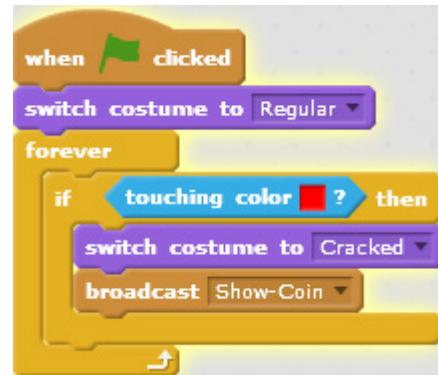 when clicked
switch costume to Regular
forever
if touching color ? then
switch costume to Cracked
broadcast Show-Coin